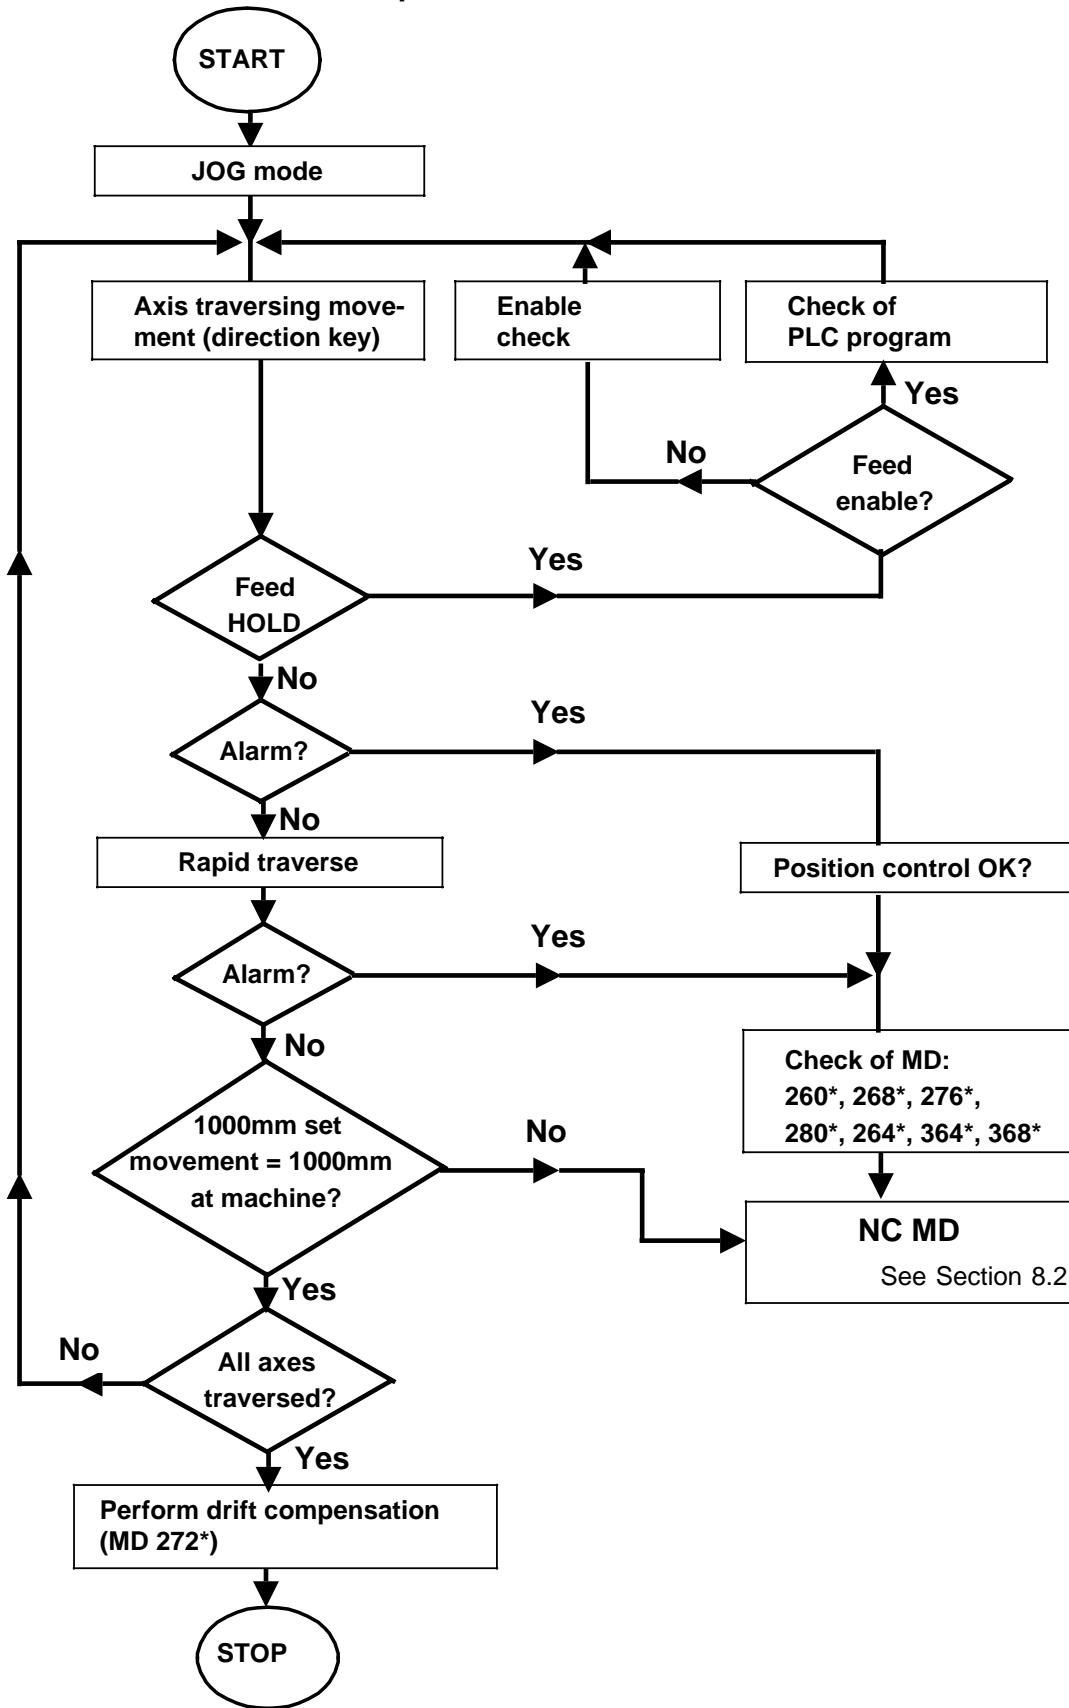 START
JOG mode
Axis traversing move-
ment (direction key)
Enable
check
Check of
PLC program
Yes
No
Feed
enable?
Yes
Feed
HOLD
No
Yes
Alarm?
No
Rapid traverse
Position control OK?
Yes
Alarm?
No
Check of MD:
260*, 268*, 276*,
280*, 264*, 364*, 368*
1000mm set
movement = 1000mm
at machine?
No
NC MD
See Section 8.2
Yes
No
All axes
traversed?
Yes
Perform drift compensation
(MD 272*)
STOP